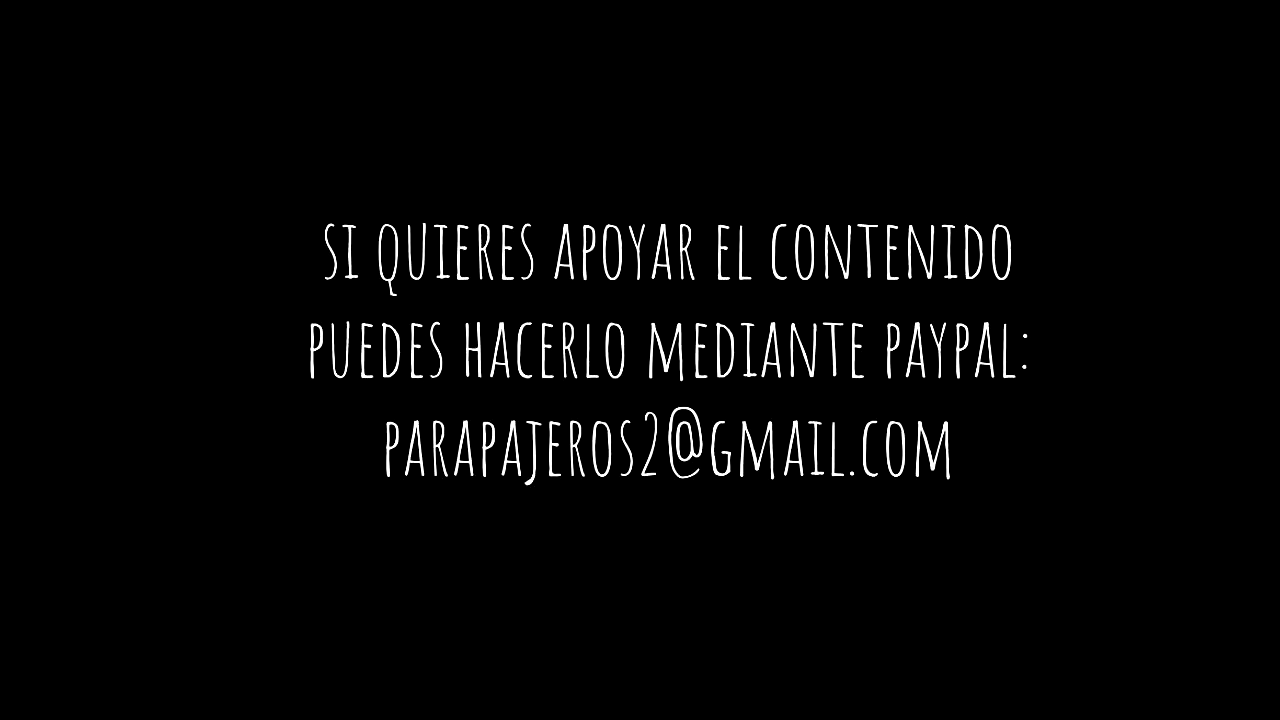 SI QUIERES APOYAR EL CONTENIDO
PUEDES HACERLO MEDIANTE PAYPAL:
PARAPAJEROS2@GMAIL.COM